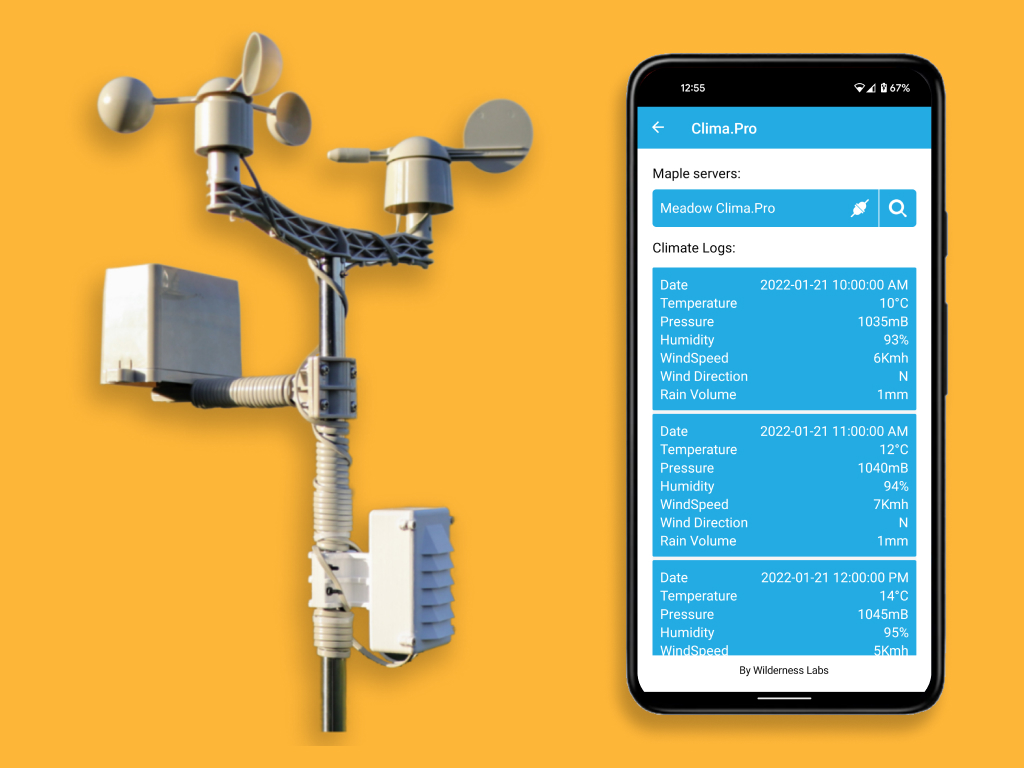 12:55 67%
Clima.Pro
Maple servers:
Meadow Clima.Pro
Climate Logs:
Date 2022-01-21 10:00:00 AM
Temperature 10°C
Pressure 1035mB
Humidity 93%
WindSpeed 6Kmh
Wind Direction N
Rain Volume 1mm
Date 2022-01-21 11:00:00 AM
Temperature 12°C
Pressure 1040mB
Humidity 94%
WindSpeed 7Kmh
Wind Direction N
Rain Volume 1mm
Date 2022-01-21 12:00:00 PM
Temperature 14°C
Pressure 1045mB
Humidity 95%
WindSpeed 5Kmh
By Wilderness Labs